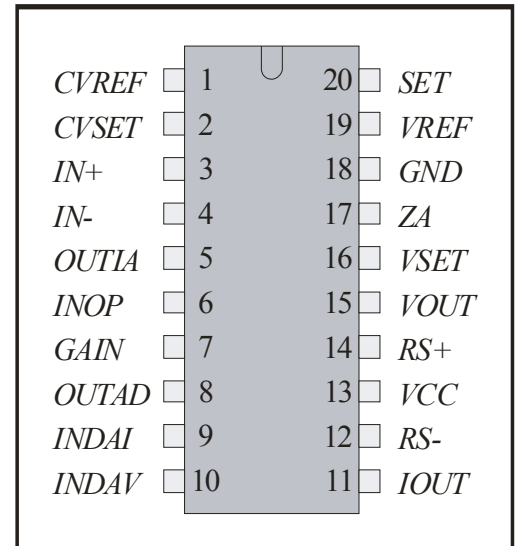 CVREF 1 20 SET
CVSET 2 19 VREF
IN+ 3 18 GND
IN- 4 17 ZA
OUTIA 5 16 VSET
INOP 6 15 VOUT
GAIN 7 14 RS+
OUTAD 8 13 VCC
INDAI 9 12 RS-
INDAV 10 11 IOUT